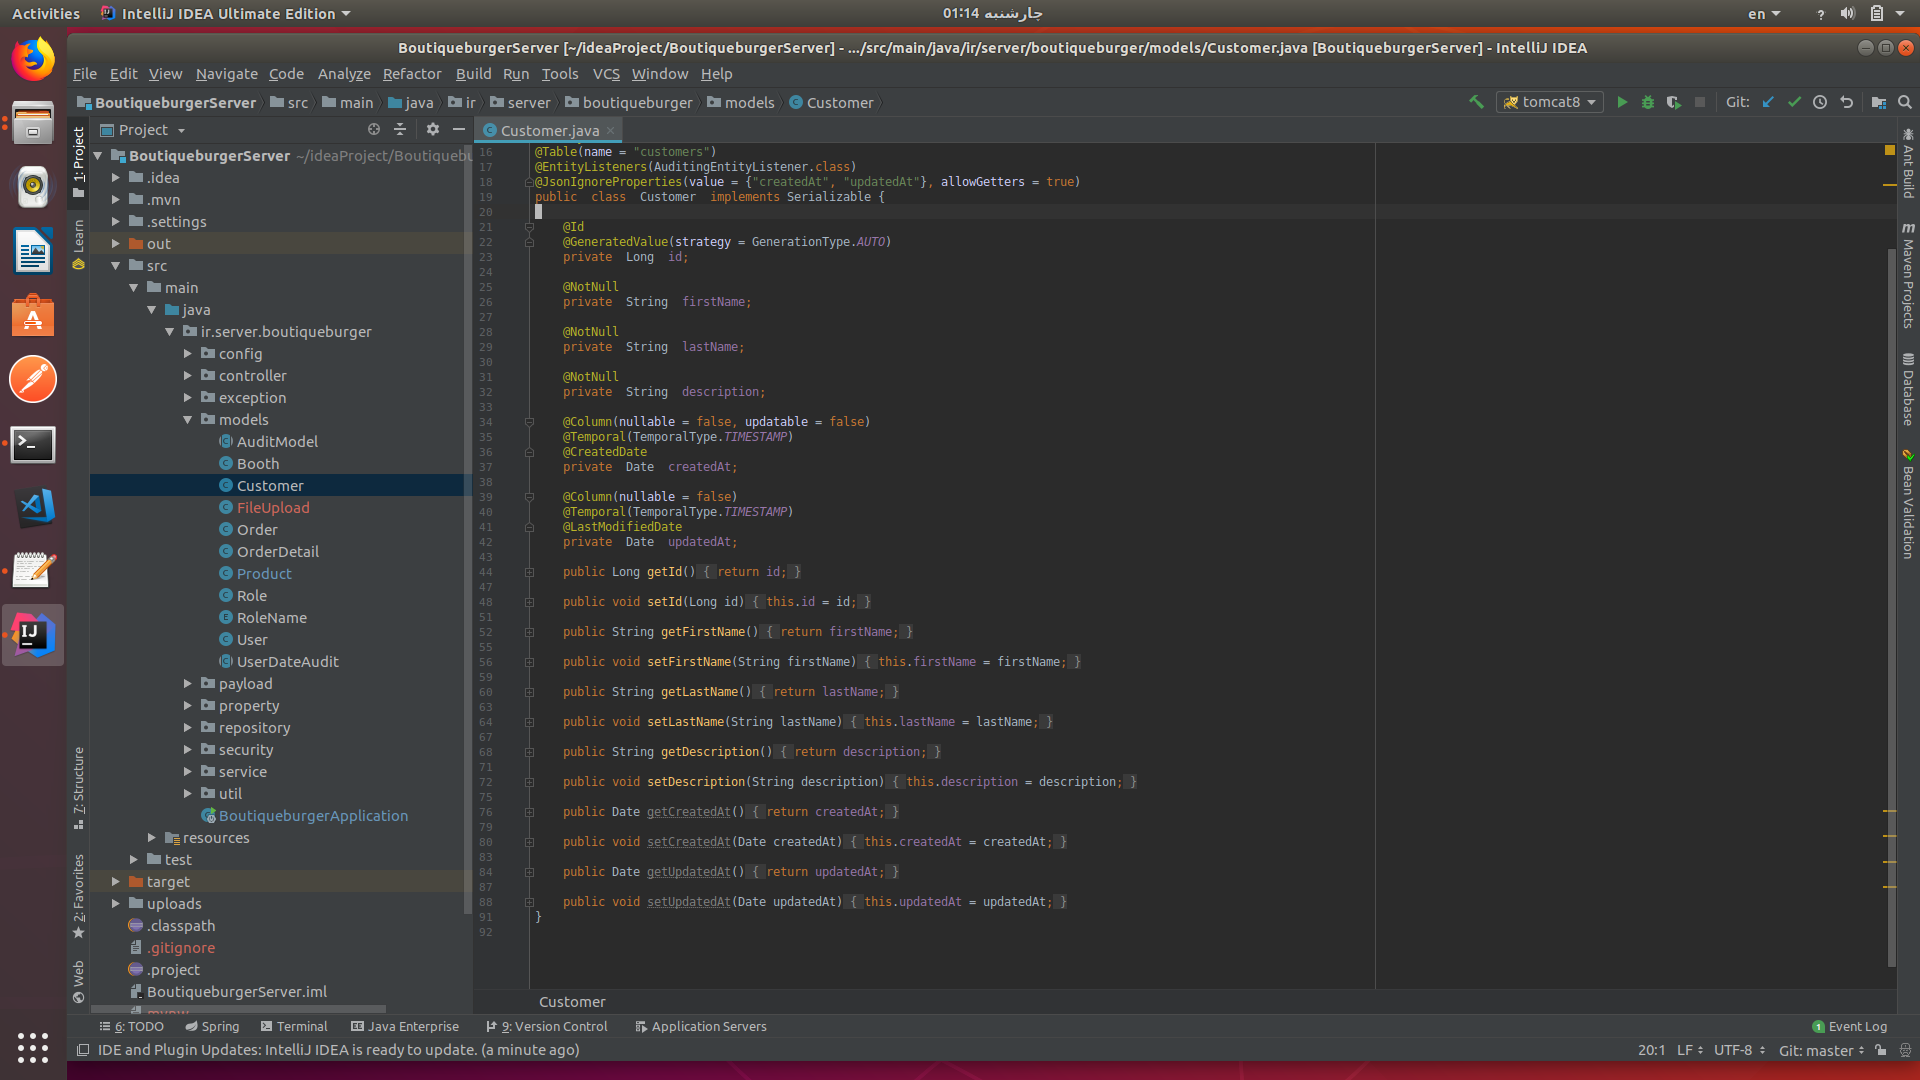 Activities IntelliJ IDEA Ultimate Edition چارشنبه 01:14 en ?
BoutiqueburgerServer [~/ideaProject/BoutiqueburgerServer] - .../src/main/java/ir/server/boutiqueburger/models/Customer.java [BoutiqueburgerServer] - IntelliJ IDEA
File Edit View Navigate Code Analyze Refactor Build Run Tools VCS Window Help
BoutiqueburgerServer src main java ir server boutiqueburger models Customer tomcat8 Git:
Project
Customer.java
1: Project
Learn
7: Structure
2: Favorites
Web
BoutiqueburgerServer ~/ideaProject/Boutiqueb
.idea
.mvn
.settings
out
src
main
java
ir.server.boutiqueburger
config
controller
exception
models
AuditModel
Booth
Customer
FileUpload
Order
OrderDetail
Product
Role
RoleName
User
UserDateAudit
payload
property
repository
security
service
util
BoutiqueburgerApplication
resources
test
target
uploads
.classpath
.gitignore
.project
BoutiqueburgerServer.iml
16 @Table(name = "customers")
17 @EntityListeners(AuditingEntityListener.class)
18 @JsonIgnoreProperties(value = {"createdAt", "updatedAt"}, allowGetters = true)
19 public class Customer implements Serializable {
20
21 @Id
22 @GeneratedValue(strategy = GenerationType.AUTO)
23 private Long id;
24
25 @NotNull
26 private String firstName;
27
28 @NotNull
29 private String lastName;
30
31 @NotNull
32 private String description;
33
34 @Column(nullable = false, updatable = false)
35 @Temporal(TemporalType.TIMESTAMP)
36 @CreatedDate
37 private Date createdAt;
38
39 @Column(nullable = false)
40 @Temporal(TemporalType.TIMESTAMP)
41 @LastModifiedDate
42 private Date updatedAt;
43
44 public Long getId() { return id; }
47
48 public void setId(Long id) { this.id = id; }
51
52 public String getFirstName() { return firstName; }
55
56 public void setFirstName(String firstName) { this.firstName = firstName; }
59
60 public String getLastName() { return lastName; }
63
64 public void setLastName(String lastName) { this.lastName = lastName; }
67
68 public String getDescription() { return description; }
71
72 public void setDescription(String description) { this.description = description; }
75
76 public Date getCreatedAt() { return createdAt; }
79
80 public void setCreatedAt(Date createdAt) { this.createdAt = createdAt; }
83
84 public Date getUpdatedAt() { return updatedAt; }
87
88 public void setUpdatedAt(Date updatedAt) { this.updatedAt = updatedAt; }
91 }
92
Customer
Ant Build
Maven Projects
Database
Bean Validation
6: TODO Spring Terminal Java Enterprise 9: Version Control Application Servers 1 Event Log
IDE and Plugin Updates: IntelliJ IDEA is ready to update. (a minute ago) 20:1 LF UTF-8 Git: master